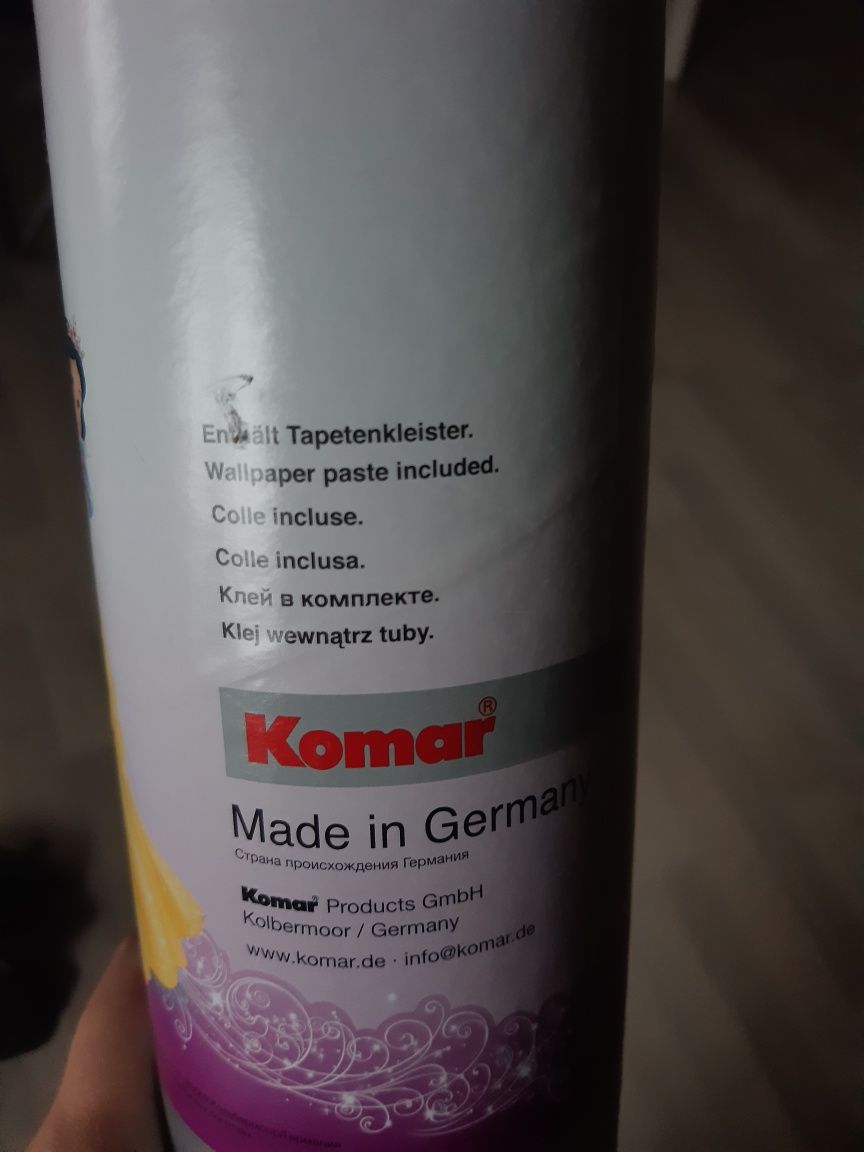 Enthält Tapetenkleister.
Wallpaper paste included.
Colle incluse.
Colle inclusa.
Клей в комплекте.
Klej wewnątrz tuby.
Komar®
Made in Germany
Страна происхождения Германия
Komar® Products GmbH
Kolbermoor / Germany
www.komar.de · info@komar.de